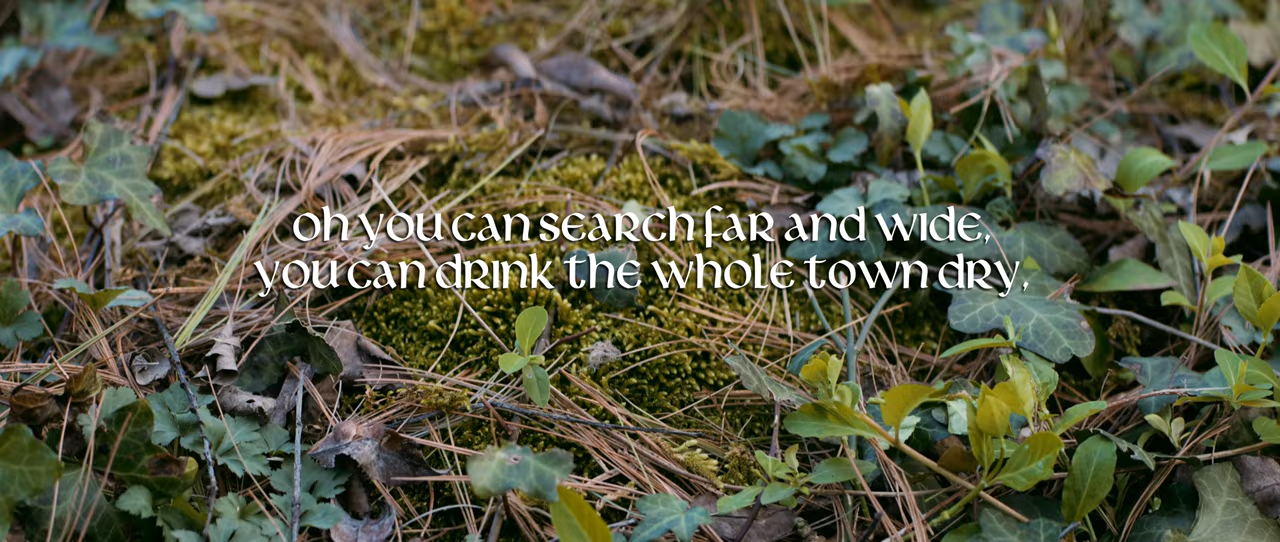 oh you can search far and wide,
you can drink the whole town dry,